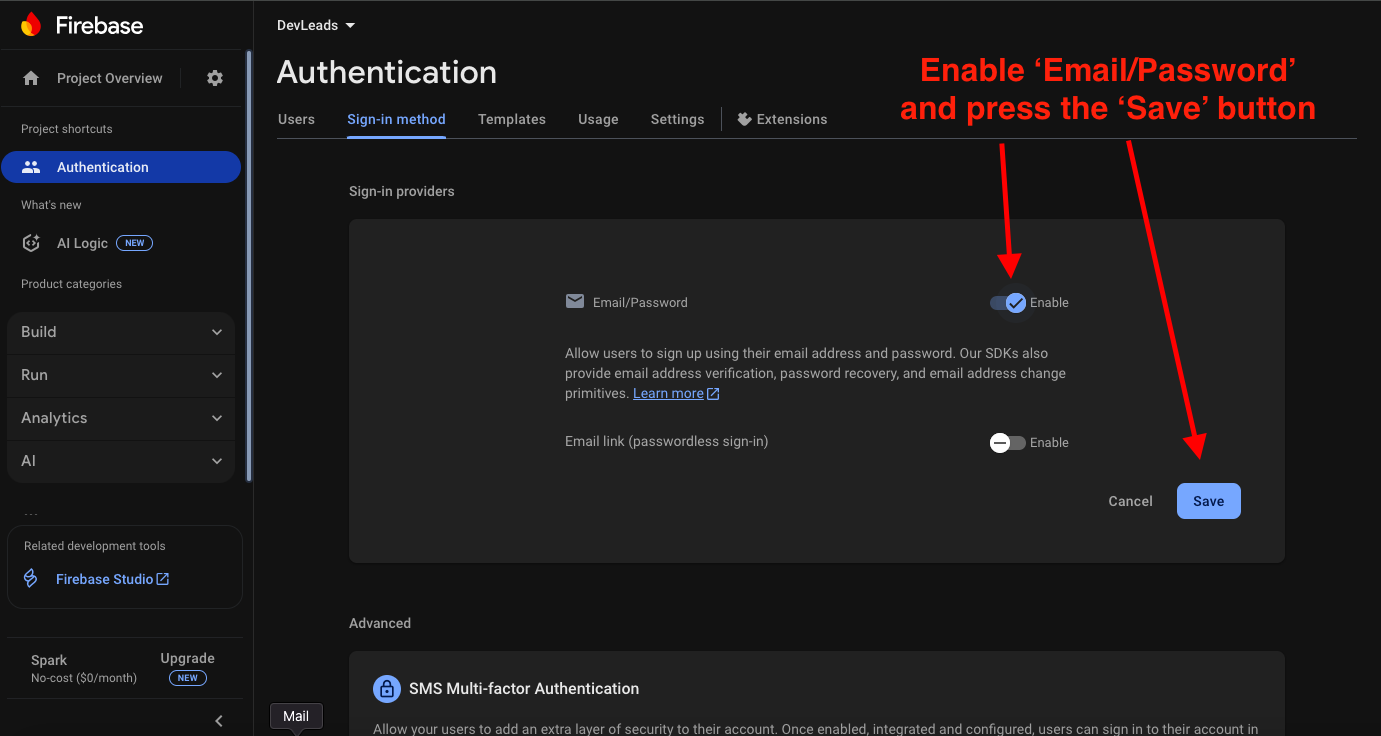 Firebase
Project Overview
Project shortcuts
Authentication
What's new
AI Logic NEW
Product categories
Build
Run
Analytics
AI
...
Related development tools
Firebase Studio
Spark
No-cost ($0/month)
Upgrade
NEW
DevLeads
Authentication
Users Sign-in method Templates Usage Settings Extensions
Enable ‘Email/Password’
and press the ‘Save’ button
Sign-in providers
Email/Password Enable
Allow users to sign up using their email address and password. Our SDKs also
provide email address verification, password recovery, and email address change
primitives. Learn more
Email link (passwordless sign-in) Enable
Cancel Save
Advanced
SMS Multi-factor Authentication
Allow your users to add an extra layer of security to their account. Once enabled, integrated and configured, users can sign in to their account in
Mail